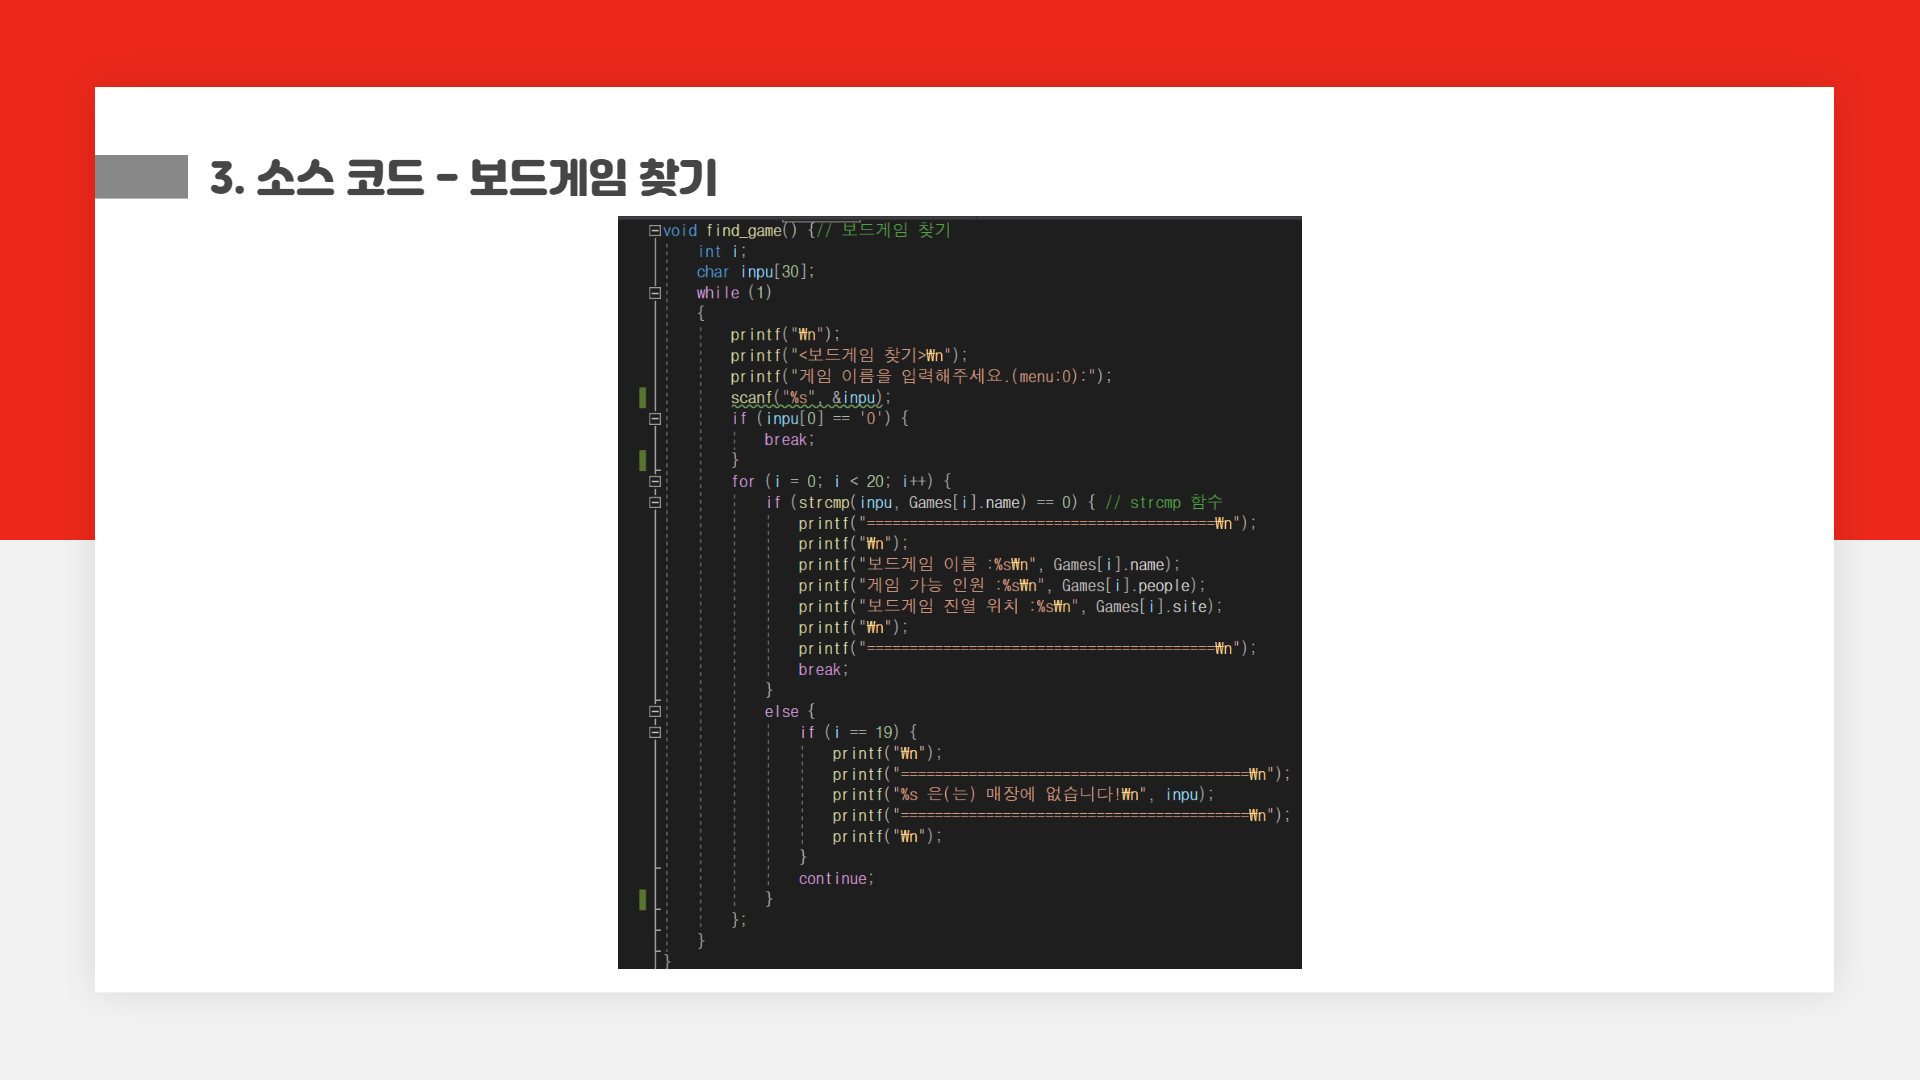 3. 소스 코드 - 보드게임 찾기
void find_game() {// 보드게임 찾기
int i;
char inpu[30];
while (1)
{
printf("₩n");
printf("<보드게임 찾기>₩n");
printf("게임 이름을 입력해주세요.(menu:0):");
scanf("%s", &inpu);
if (inpu[0] == '0') {
break;
}
for (i = 0; i < 20; i++) {
if (strcmp(inpu, Games[i].name) == 0) { // strcmp 함수
printf("=========================================₩n");
printf("₩n");
printf("보드게임 이름 :%s₩n", Games[i].name);
printf("게임 가능 인원 :%s₩n", Games[i].people);
printf("보드게임 진열 위치 :%s₩n", Games[i].site);
printf("₩n");
printf("=========================================₩n");
break;
}
else {
if (i == 19) {
printf("₩n");
printf("=========================================₩n");
printf("%s 은(는) 매장에 없습니다!₩n", inpu);
printf("=========================================₩n");
printf("₩n");
}
continue;
}
};
}
}